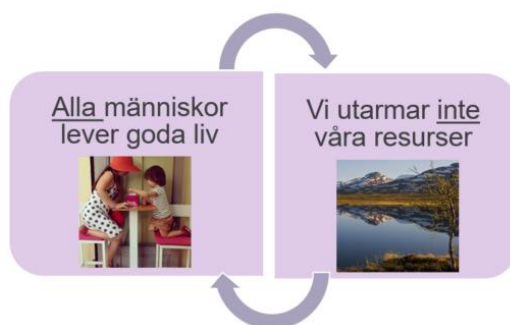 Alla människor
lever goda liv
Vi utarmar inte
våra resurser